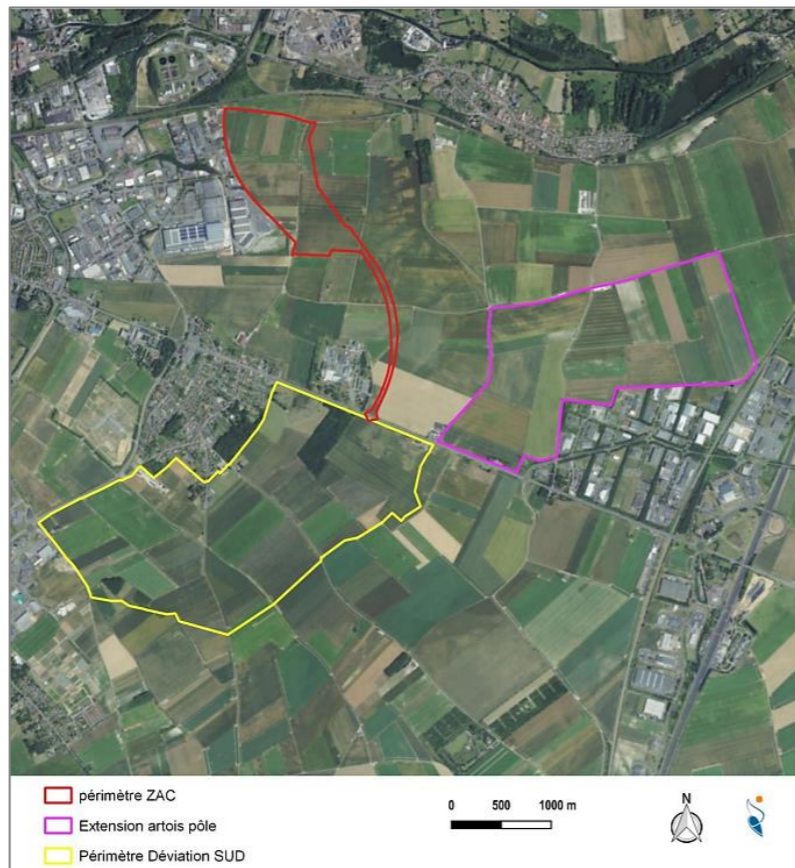 périmètre ZAC
Extension artois pôle
Périmètre Déviation SUD
0 500 1000 m
N